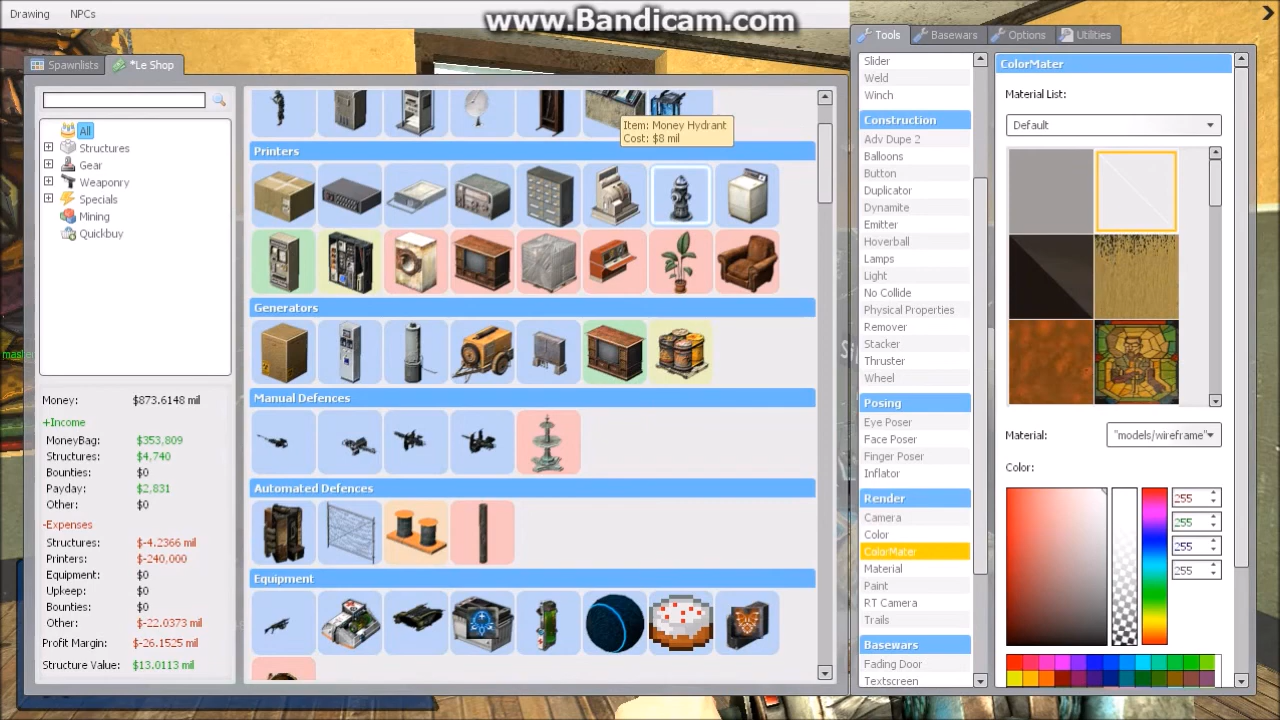 Drawing NPCs
www.Bandicam.com
Spawnlists *Le Shop
All
Structures
Gear
Weaponry
Specials
Mining
Quickbuy
Money: $873.6148 mil
+Income
MoneyBag: $353,809
Structures: $4,740
Bounties: $0
Payday: $2,831
Other: $0
-Expenses
Structures: $-4.2366 mil
Printers: $-240,000
Equipment: $0
Upkeep: $0
Bounties: $0
Other: $-22.0373 mil
Profit Margin: $-26.1525 mil
Structure Value: $13.0113 mil
Item: Money Hydrant
Cost: $8 mil
Printers
Generators
Manual Defences
Automated Defences
Equipment
Tools Basewars Options Utilities
Slider
Weld
Winch
Construction
Adv Dupe 2
Balloons
Button
Duplicator
Dynamite
Emitter
Hoverball
Lamps
Light
No Collide
Physical Properties
Remover
Stacker
Thruster
Wheel
Posing
Eye Poser
Face Poser
Finger Poser
Inflator
Render
Camera
Color
ColorMater
Material
Paint
RT Camera
Trails
Basewars
Fading Door
Textscreen
ColorMater
Material List:
Default
Material: "models/wireframe"
Color:
255
255
255
255